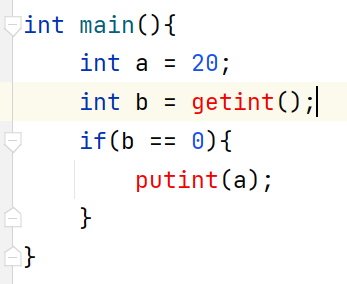 int main(){
    int a = 20;
    int b = getint();
    if(b == 0){
        putint(a);
    }
}